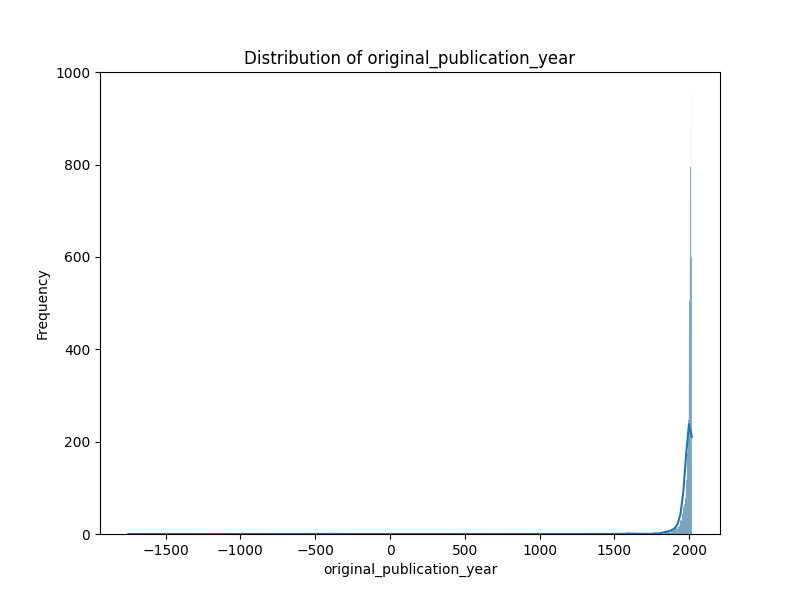 Distribution of original_publication_year
1000
800
600
400
200
0
Frequency
−1500 −1000 −500 0 500 1000 1500 2000
original_publication_year